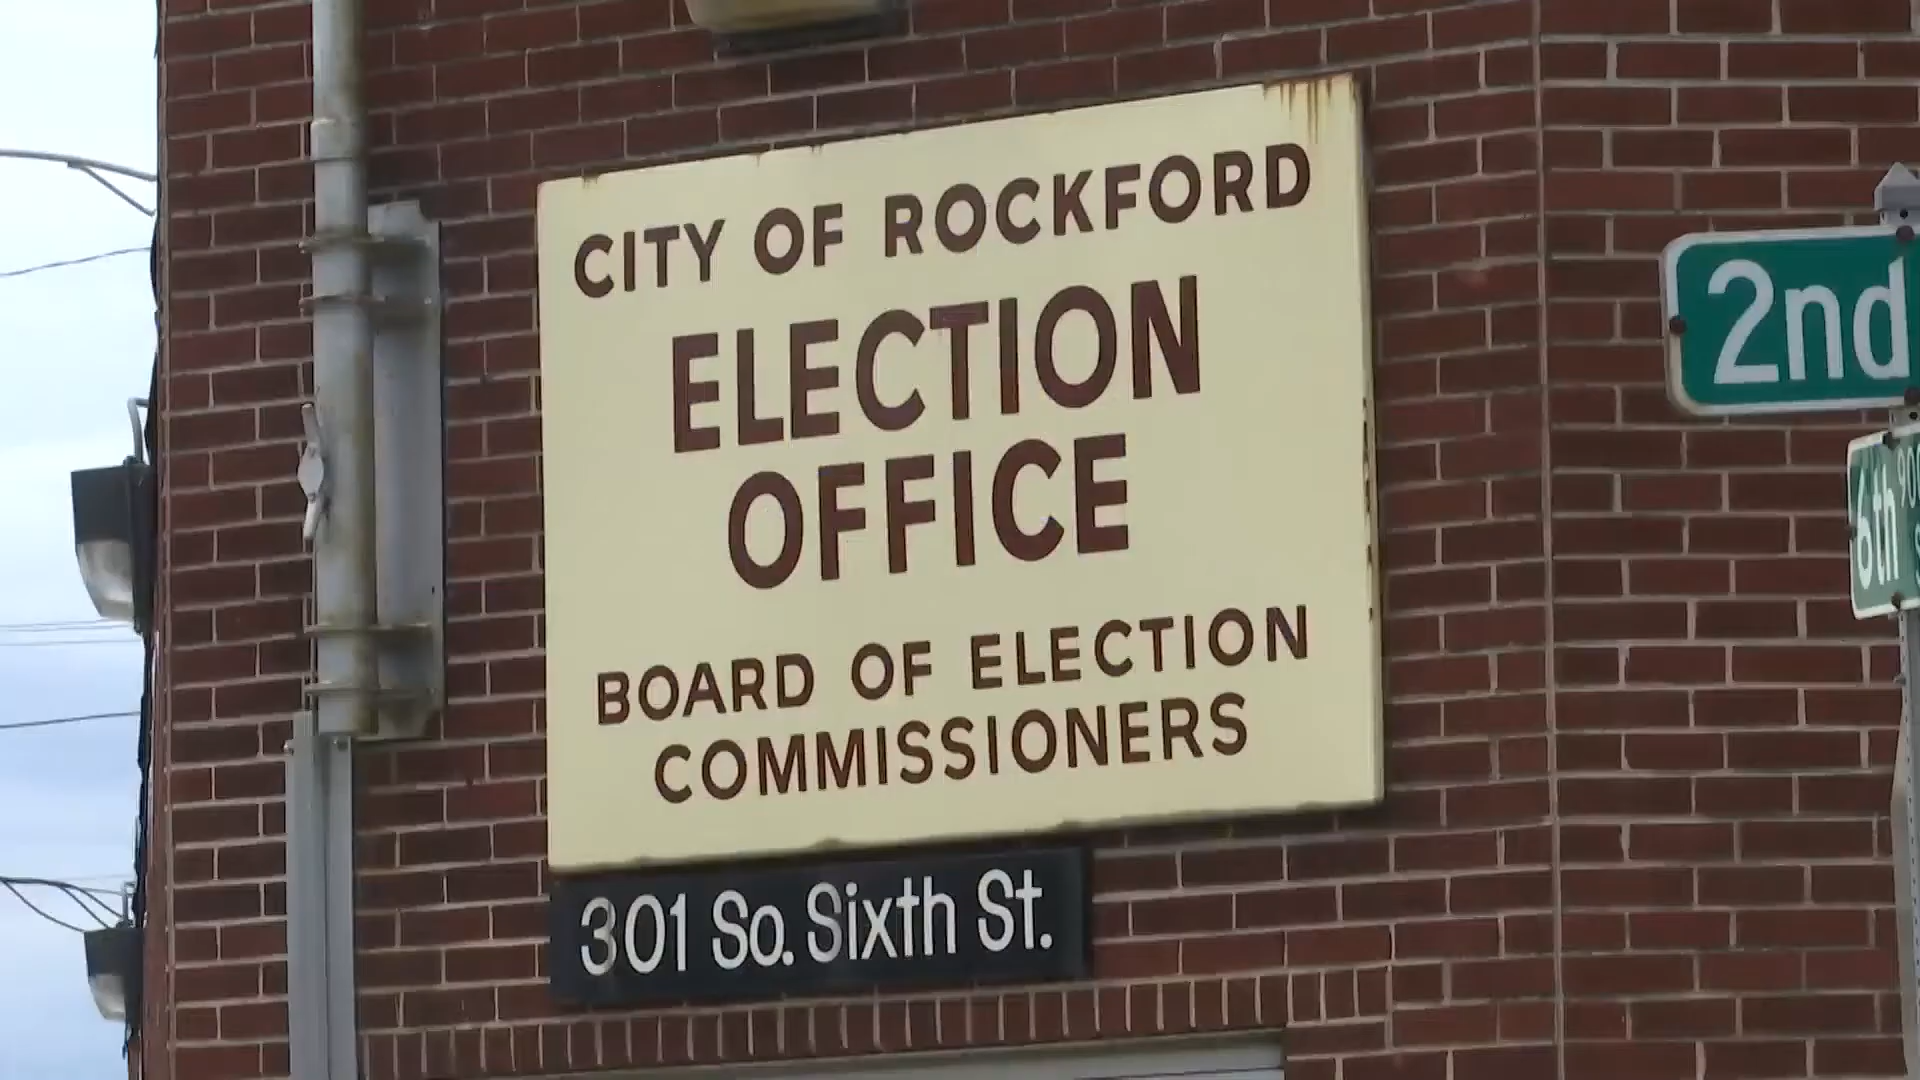 CITY OF ROCKFORD
ELECTION
OFFICE
BOARD OF ELECTION
COMMISSIONERS
301 So. Sixth St.
2nd
6th